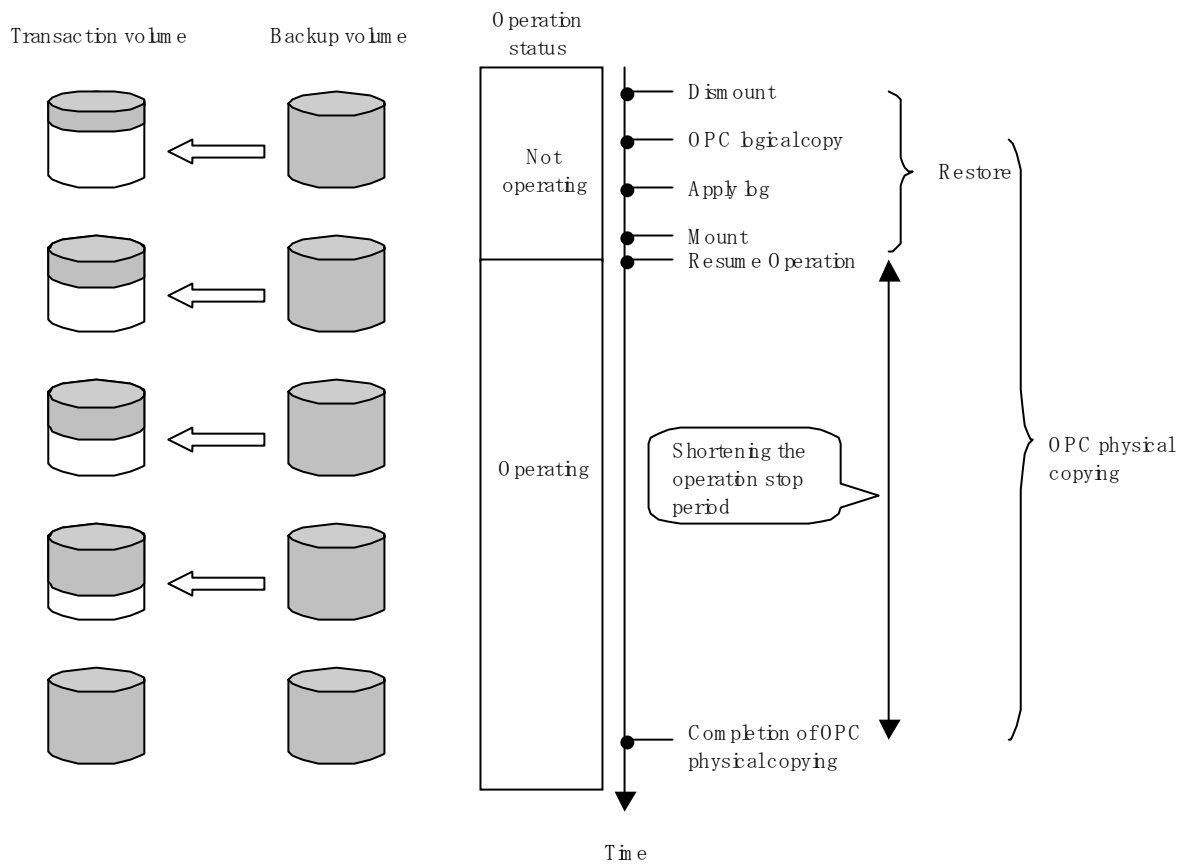 Operation
status
Transaction volume
Backup volume
Dismount
OPC logical copy
Not
operating
Apply log
Restore
Mount
Resume Operation
Operating
Shortening the
operation stop
period
OPC physical
copying
Completion of OPC
physical copying
Time